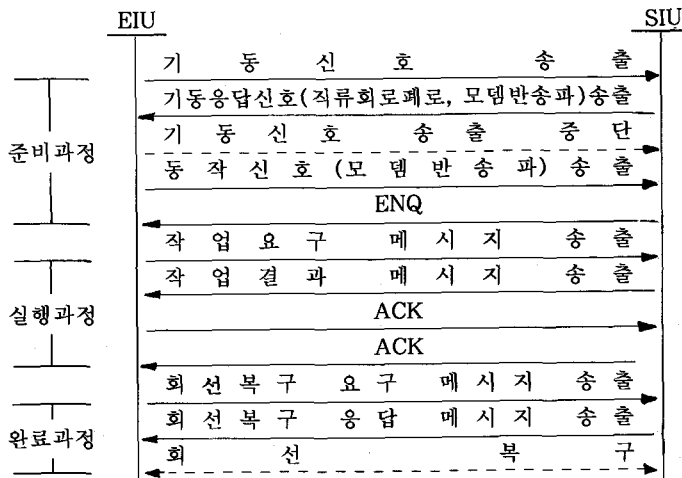 EIU SIU
기동신호 송출
기동응답신호(직류회로폐로, 모뎀반송파)송출
기동신호 송출중단
준비과정
동작신호(모뎀반송파)송출
ENQ
작업요구 메시지 송출
작업결과 메시지 송출
실행과정
ACK
ACK
회선복구 요구 메시지 송출
회선복구 응답 메시지 송출
완료과정
회선복구